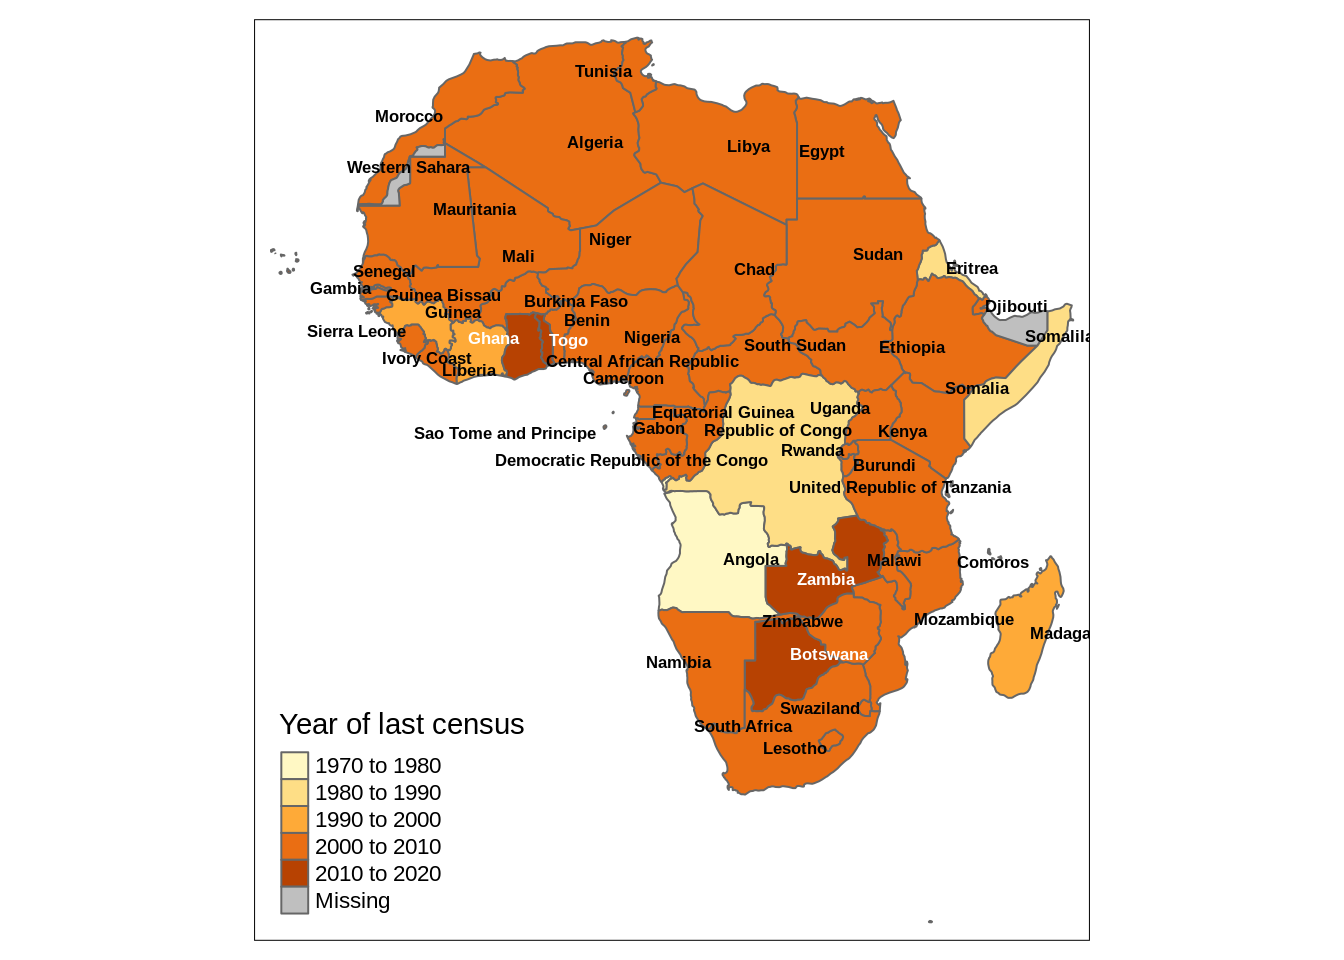 Tunisia
Morocco
Algeria
Libya
Egypt
Western Sahara
Mauritania
Niger
Mali
Sudan
Chad
Senegal
Eritrea
Gambia
Guinea Bissau
Burkina Faso
Djibouti
Guinea
Benin
Sierra Leone
Ghana
Togo
Nigeria
Somalila
South Sudan
Ethiopia
Ivory Coast
Central African Republic
Liberia
Cameroon
Somalia
Equatorial Guinea
Uganda
Sao Tome and Principe
Gabon
Republic of Congo
Kenya
Rwanda
Democratic Republic of the Congo
Burundi
United Republic of Tanzania
Angola
Malawi
Comoros
Zambia
Zimbabwe
Mozambique
Madaga
Botswana
Namibia
Swaziland
South Africa
Lesotho
Year of last census
1970 to 1980
1980 to 1990
1990 to 2000
2000 to 2010
2010 to 2020
Missing